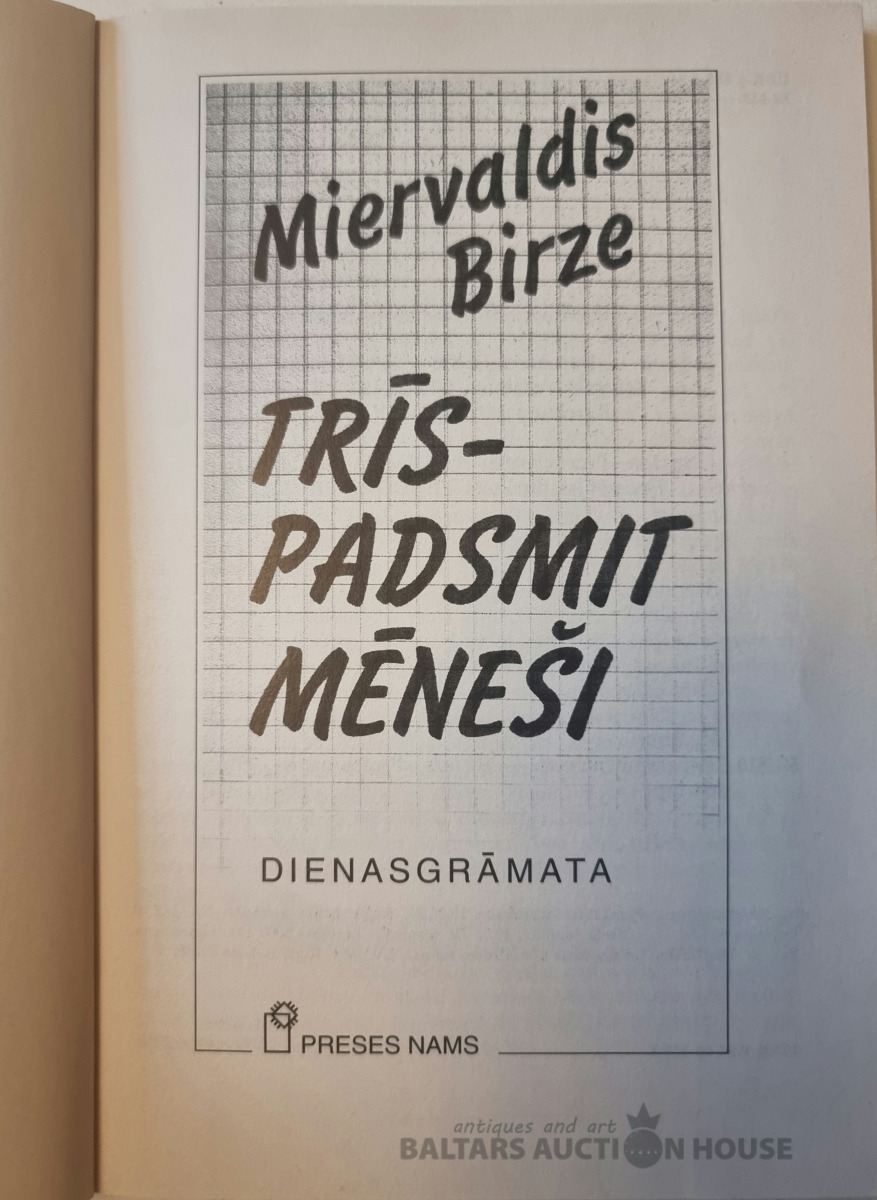 Miervaldis
Birze
TRĪS-
PADSMIT
MĒNEŠI
DIENASGRĀMATA
PRESES NAMS
antiques and art
BALTARS AUCTION HOUSE